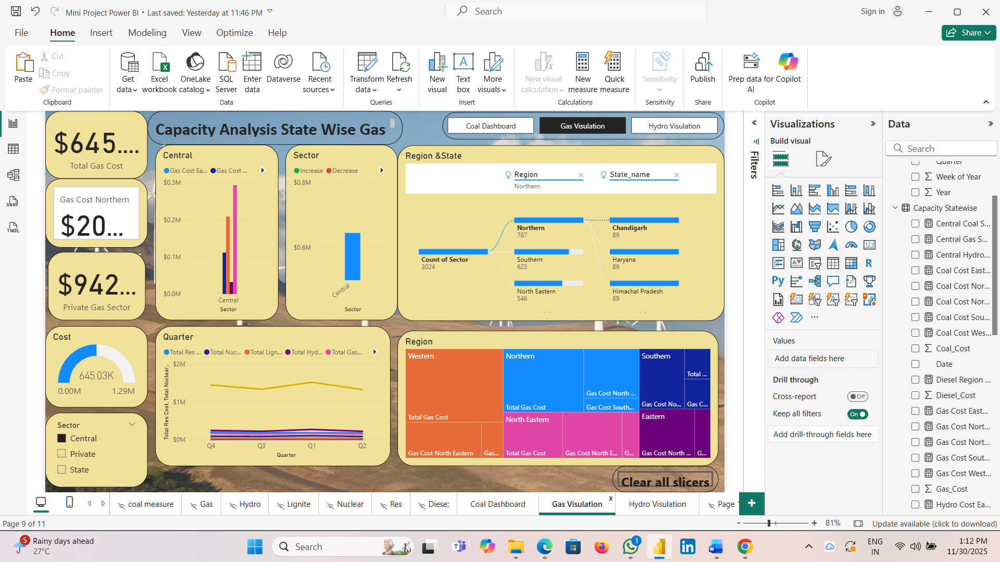 Mini Project Power BI • Last saved: Yesterday at 11:46 PM
Search
Sign in
File
Home
Insert
Modeling
View
Optimize
Help
Share
Paste
Cut
Copy
Format painter
Clipboard
Get data
Excel workbook
OneLake catalog
SQL Server
Enter data
Dataverse
Recent sources
Data
Transform data
Refresh
Queries
New visual
Text box
More visuals
Insert
New visual calculation
New measure
Quick measure
Calculations
Sensitivity
Sensitivity
Publish
Share
Prep data for AI
Copilot
Copilot
$645....
Total Gas Cost
Capacity Analysis State Wise Gas
Coal Dashboard
Gas Visulation
Hydro Visulation
Gas Cost Northern
$20...
$942...
Private Gas Sector
Central
Gas Cost Ea...
Gas Cost ...
$0.3M
$0.2M
$0.1M
$0.0M
Central
Sector
Sector
Increase
Decrease
$0.8M
$0.6M
Central
Sector
Region &State
Region
Northern
State_name
Count of Sector
3024
Northern
787
Southern
623
North Eastern
546
Chandigarh
89
Haryana
89
Himachal Pradesh
89
Cost
645.03K
0.00M
1.29M
Sector
Central
Private
State
Quarter
Total Res ...
Total Nuc...
Total Lign...
Total Hyd...
Total Gas...
Total Res Cost, Total Nuclear...
$2M
$1M
$0M
Q4
Q3
Q1
Q2
Quarter
Region
Western
Total Gas Cost
Gas Cost North Eastern
Gas...
Northern
Total Gas Cost
Gas Cost North ...
Gas Cost South...
North Eastern
Total Gas Cost
Gas Cost North E...
G...
Southern
Gas Cost No...
Total ...
Gas C...
Eastern
Gas Cost North ...
G...
Clear all slicers
Filters
Visualizations
Build visual
Values
Add data fields here
Drill through
Cross-report
Off
Keep all filters
On
Add drill-through fields here
Data
Search
Quarter
Week of Year
Year
Capacity Statewise
Central Coal S...
Central Gas S...
Central Hydro...
Coal Cost East...
Coal Cost Nor...
Coal Cost Nor...
Coal Cost Sou...
Coal Cost Wes...
Coal_Cost
Date
Diesel Region ...
Diesel_Cost
Gas Cost East...
Gas Cost Nort...
Gas Cost Nort...
Gas Cost Sout...
Gas Cost West...
Gas_Cost
Hydro Cost Ea...
123
R
Py
123
DAX
TMDL
coal measure
Gas
Hydro
Lignite
Nuclear
Res
Diese;
Coal Dashboard
Gas Visulation
x
Hydro Visulation
Page
Page 9 of 11
- + 81%
Update available (click to download)
5
Rainy days ahead
27°C
Search
1
ENG
IN
1:12 PM
11/30/2025